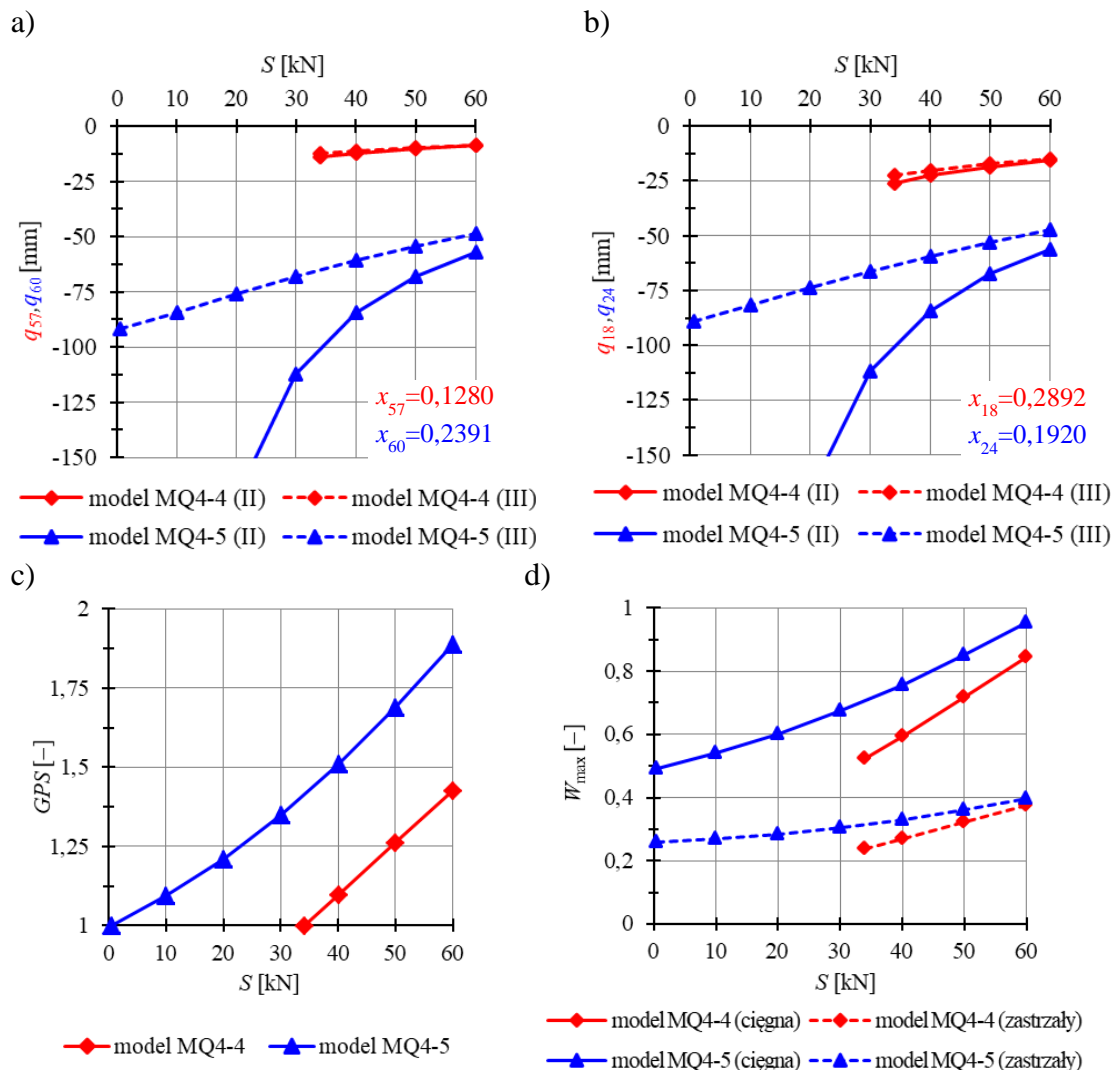 a)
S [kN]
0 10 20 30 40 50 60
0
-25
-50
-75
-100
-125
-150
q57,q60 [mm]
x57=0,1280
x60=0,2391
model MQ4-4 (II) model MQ4-4 (III)
model MQ4-5 (II) model MQ4-5 (III)
b)
S [kN]
0 10 20 30 40 50 60
0
-25
-50
-75
-100
-125
-150
q18,q24 [mm]
x18=0,2892
x24=0,1920
model MQ4-4 (II) model MQ4-4 (III)
model MQ4-5 (II) model MQ4-5 (III)
c)
2
1,75
1,5
1,25
1
GPS [−]
0 10 20 30 40 50 60
S [kN]
model MQ4-4 model MQ4-5
d)
1
0,8
0,6
0,4
0,2
0
Wmax [−]
0 10 20 30 40 50 60
S [kN]
model MQ4-4 (cięgna) model MQ4-4 (zastrzały)
model MQ4-5 (cięgna) model MQ4-5 (zastrzały)